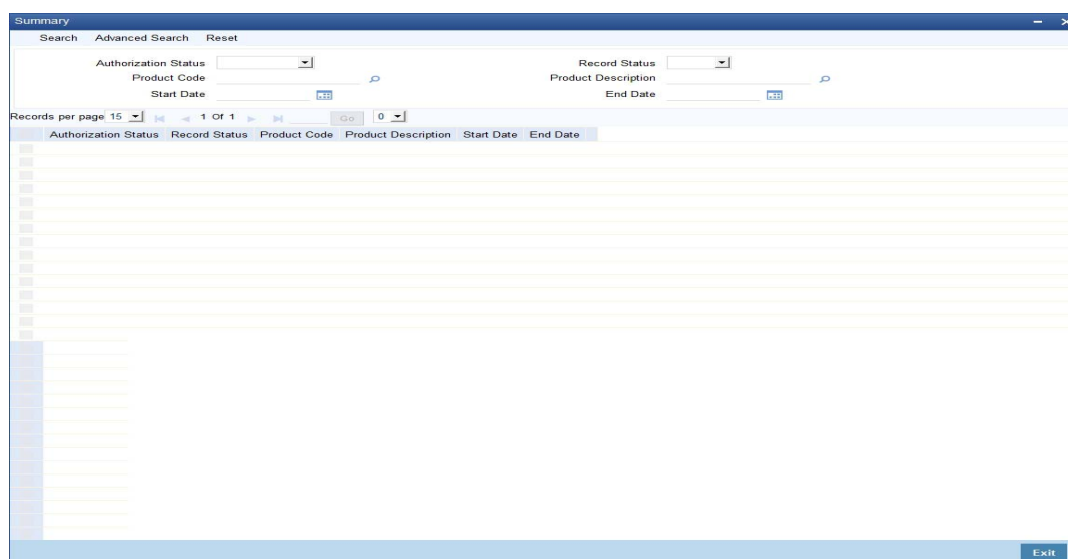 Summary
Search Advanced Search Reset
Authorization Status Record Status
Product Code Product Description
Start Date End Date
Records per page 15 1 Of 1 Go 0
Authorization Status Record Status Product Code Product Description Start Date End Date
Exit